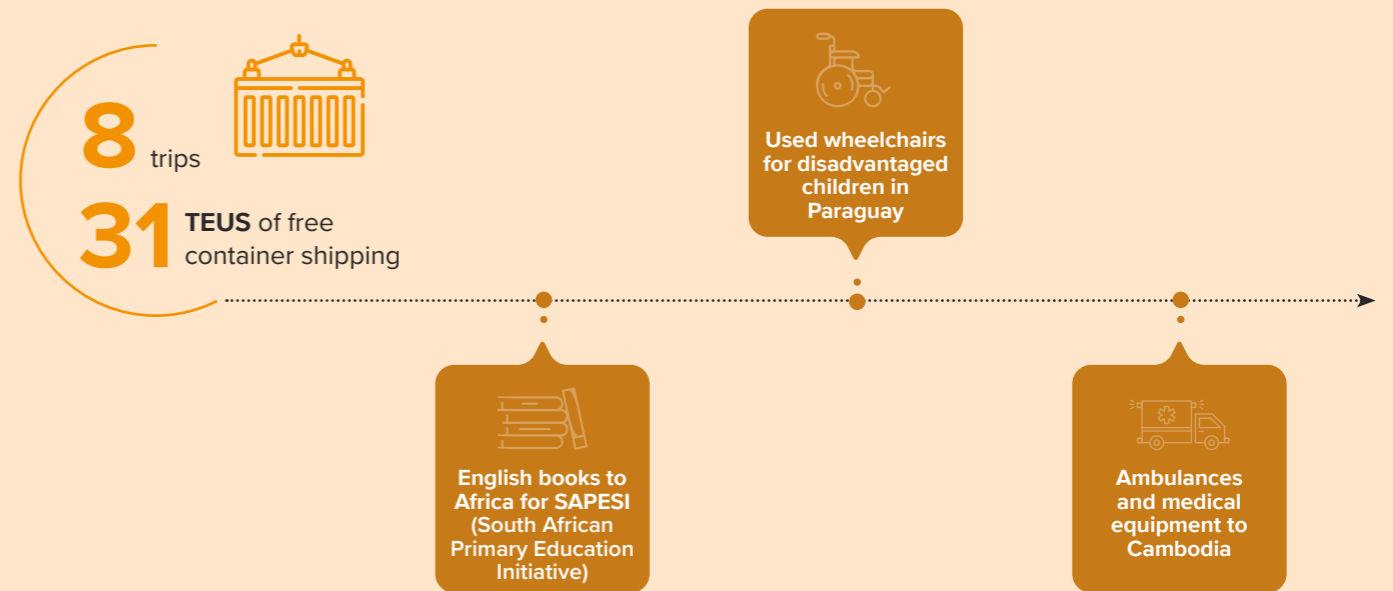 8 trips
31 TEUS of free
container shipping
Used wheelchairs
for disadvantaged
children in
Paraguay
English books to
Africa for SAPESI
(South African
Primary Education
Initiative)
Ambulances
and medical
equipment to
Cambodia